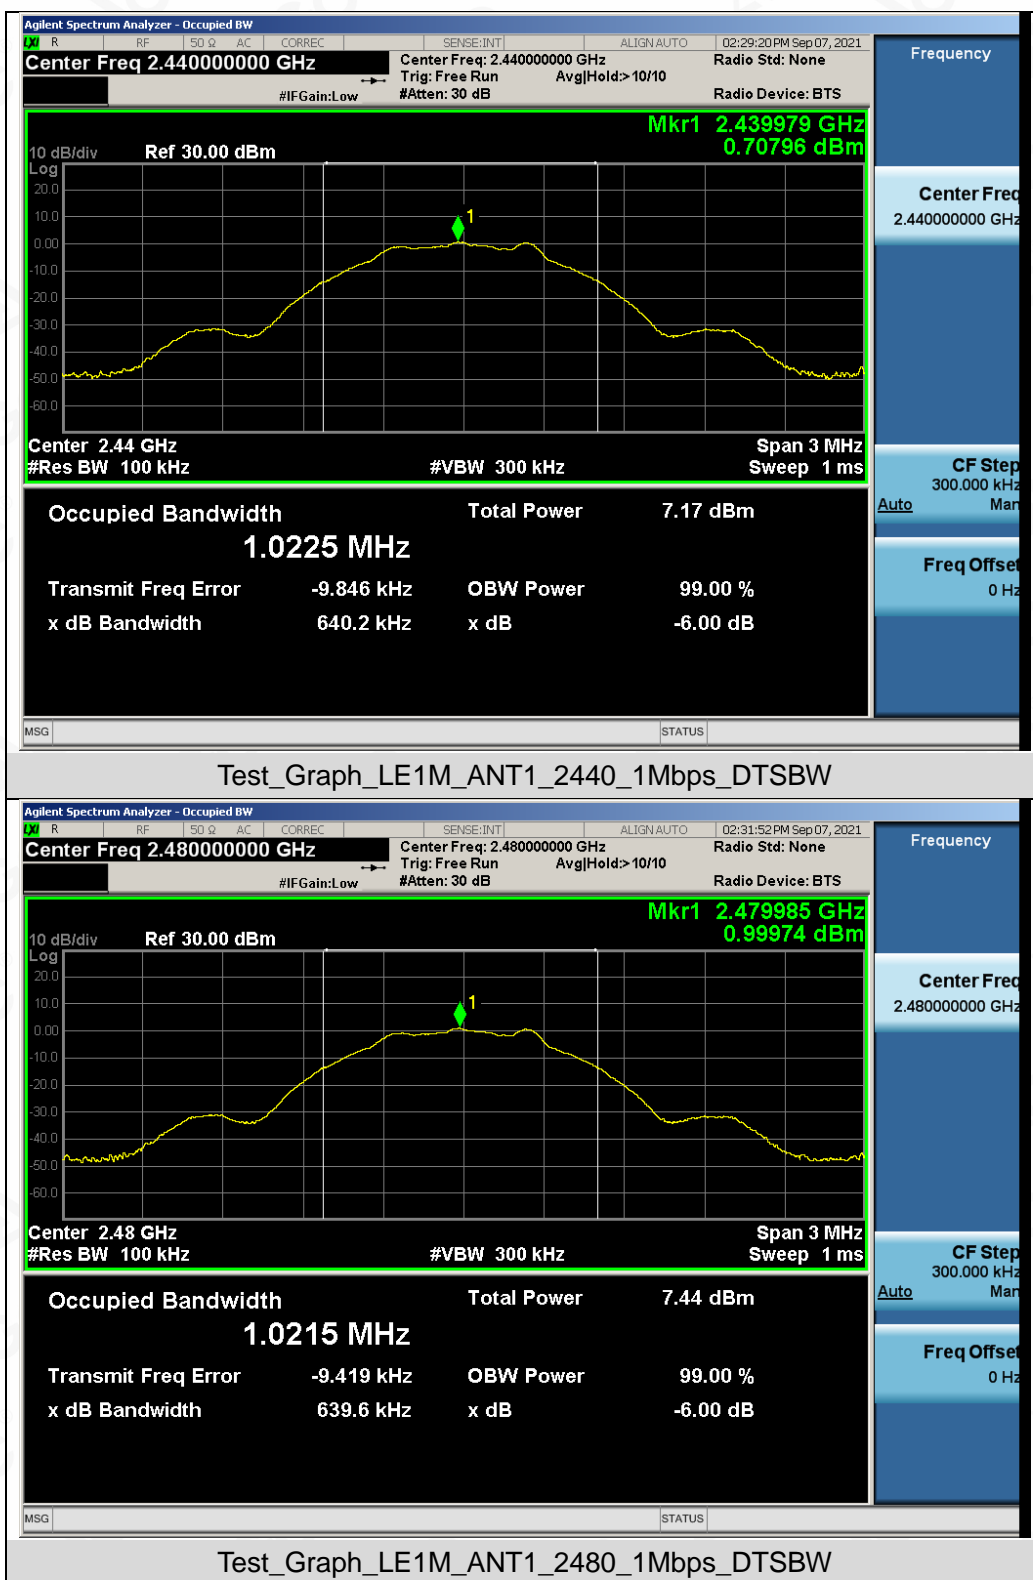 Agilent Spectrum Analyzer - Occupied BW
LXI R RF 50 Ω AC CORREC SENSE:INT ALIGN AUTO 02:29:20 PM Sep 07, 2021
Center Freq 2.440000000 GHz
Center Freq: 2.440000000 GHz Radio Std: None
Trig: Free Run Avg|Hold:>10/10
#IFGain:Low #Atten: 30 dB Radio Device: BTS
Frequency
Mkr1 2.439979 GHz
0.70796 dBm
10 dB/div Ref 30.00 dBm
Log
20.0
10.0
0.00
-10.0
-20.0
-30.0
-40.0
-50.0
-60.0
1
Center 2.44 GHz Span 3 MHz
#Res BW 100 kHz #VBW 300 kHz Sweep 1 ms
Center Freq
2.440000000 GHz
CF Step
300.000 kHz
Auto Man
Freq Offset
0 Hz
Occupied Bandwidth Total Power 7.17 dBm
1.0225 MHz
Transmit Freq Error -9.846 kHz OBW Power 99.00 %
x dB Bandwidth 640.2 kHz x dB -6.00 dB
MSG STATUS
Test_Graph_LE1M_ANT1_2440_1Mbps_DTSBW
Agilent Spectrum Analyzer - Occupied BW
LXI R RF 50 Ω AC CORREC SENSE:INT ALIGN AUTO 02:31:52 PM Sep 07, 2021
Center Freq 2.480000000 GHz
Center Freq: 2.480000000 GHz Radio Std: None
Trig: Free Run Avg|Hold:>10/10
#IFGain:Low #Atten: 30 dB Radio Device: BTS
Frequency
Mkr1 2.479985 GHz
0.99974 dBm
10 dB/div Ref 30.00 dBm
Log
20.0
10.0
0.00
-10.0
-20.0
-30.0
-40.0
-50.0
-60.0
1
Center 2.48 GHz Span 3 MHz
#Res BW 100 kHz #VBW 300 kHz Sweep 1 ms
Center Freq
2.480000000 GHz
CF Step
300.000 kHz
Auto Man
Freq Offset
0 Hz
Occupied Bandwidth Total Power 7.44 dBm
1.0215 MHz
Transmit Freq Error -9.419 kHz OBW Power 99.00 %
x dB Bandwidth 639.6 kHz x dB -6.00 dB
MSG STATUS
Test_Graph_LE1M_ANT1_2480_1Mbps_DTSBW